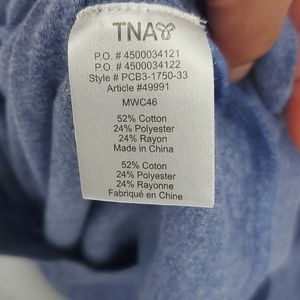 TNA
P.O. # 4500034121
P.O. # 4500034122
Style # PCB3-1750-33
Article #49991
MWC46
52% Cotton
24% Polyester
24% Rayon
Made in China
52% Coton
24% Polyester
24% Rayonne
Fabriqué en Chine